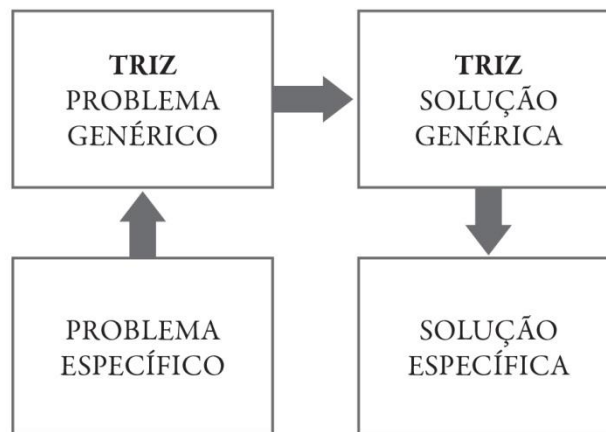 TRIZ
PROBLEMA
GENÉRICO
TRIZ
SOLUÇÃO
GENÉRICA
PROBLEMA
ESPECÍFICO
SOLUÇÃO
ESPECÍFICA